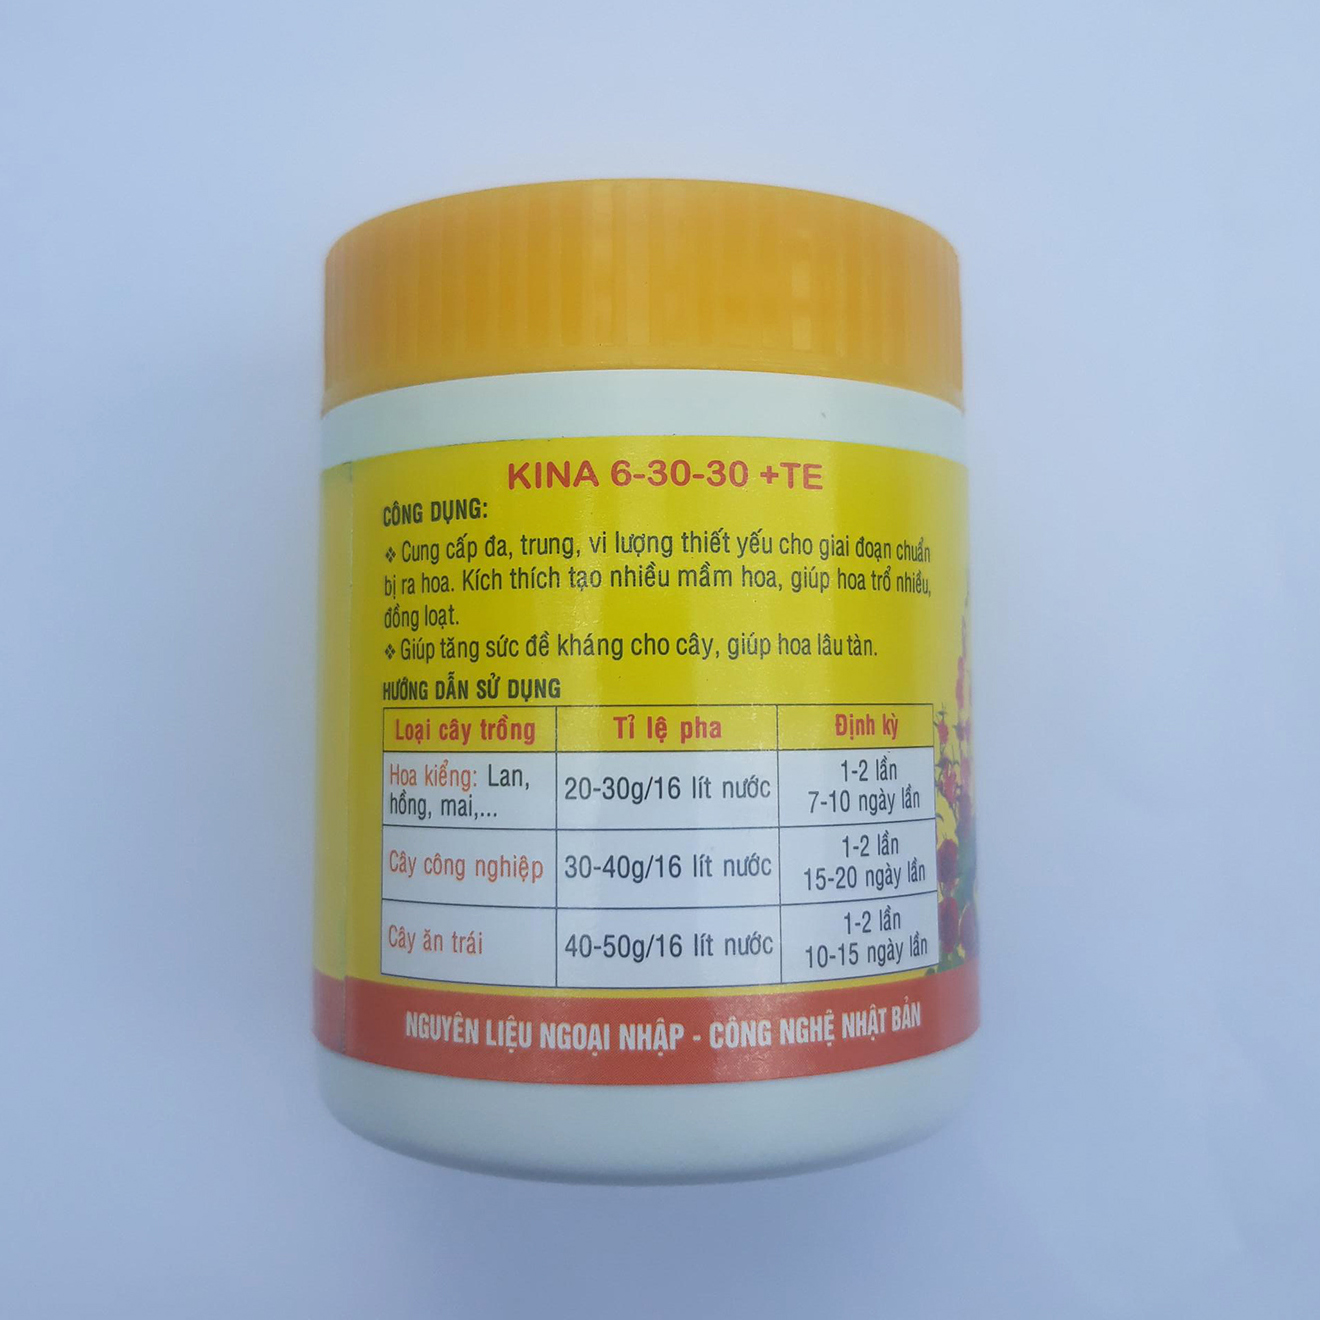 KINA 6-30-30 +TE
CÔNG DỤNG:
❖ Cung cấp đa, trung, vi lượng thiết yếu cho giai đoạn chuẩn
bị ra hoa. Kích thích tạo nhiều mầm hoa, giúp hoa trổ nhiều,
đồng loạt.
❖ Giúp tăng sức đề kháng cho cây, giúp hoa lâu tàn.
HƯỚNG DẪN SỬ DỤNG
Loại cây trồng Tỉ lệ pha Định kỳ
Hoa kiểng: Lan,
hồng, mai,...
20-30g/16 lít nước
1-2 lần
7-10 ngày lần
Cây công nghiệp
30-40g/16 lít nước
1-2 lần
15-20 ngày lần
Cây ăn trái
40-50g/16 lít nước
1-2 lần
10-15 ngày lần
NGUYÊN LIỆU NGOẠI NHẬP - CÔNG NGHỆ NHẬT BẢN